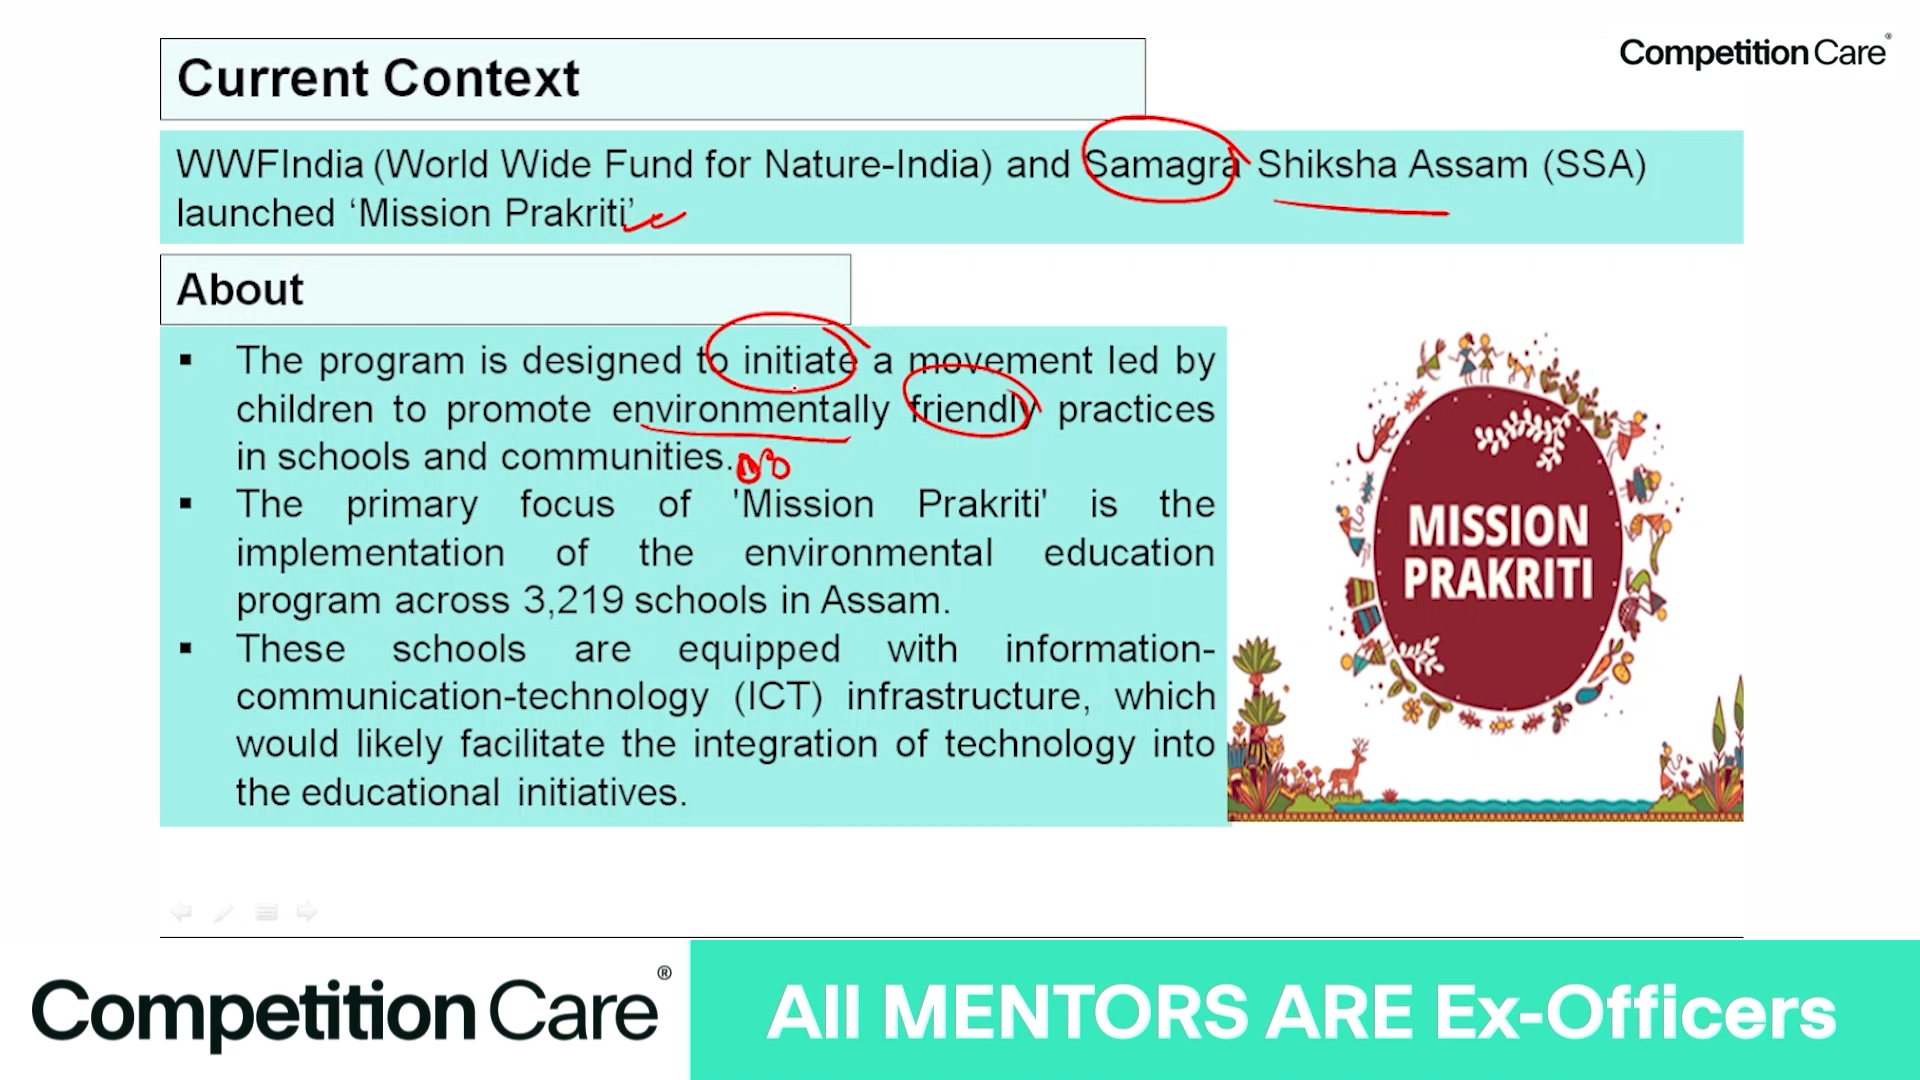 Competition Care®
Current Context
WWFIndia (World Wide Fund for Nature-India) and Samagra Shiksha Assam (SSA)
launched ‘Mission Prakriti’
About
▪ The program is designed to initiate a movement led by
children to promote environmentally friendly practices
in schools and communities.
▪ The primary focus of 'Mission Prakriti' is the
implementation of the environmental education
program across 3,219 schools in Assam.
▪ These schools are equipped with information-
communication-technology (ICT) infrastructure, which
would likely facilitate the integration of technology into
the educational initiatives.
MISSION
PRAKRITI
Competition Care®
All MENTORS ARE Ex-Officers